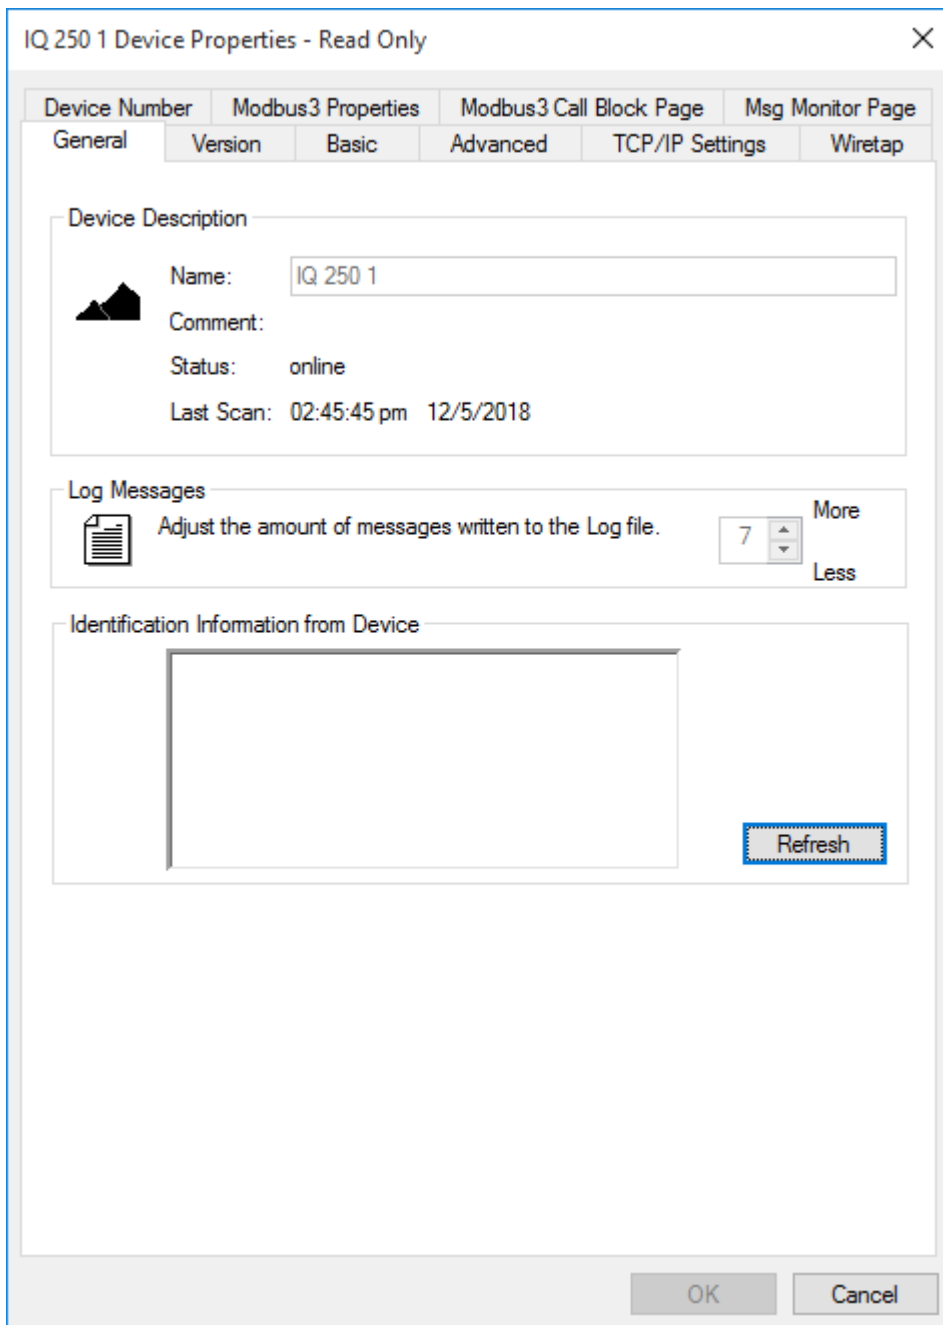 IQ 250 1 Device Properties - Read Only
Device Number Modbus3 Properties Modbus3 Call Block Page Msg Monitor Page
General Version Basic Advanced TCP/IP Settings Wiretap
Device Description
Name: IQ 250 1
Comment:
Status: online
Last Scan: 02:45:45 pm 12/5/2018
Log Messages
Adjust the amount of messages written to the Log file. 7 More
Less
Identification Information from Device
Refresh
OK Cancel